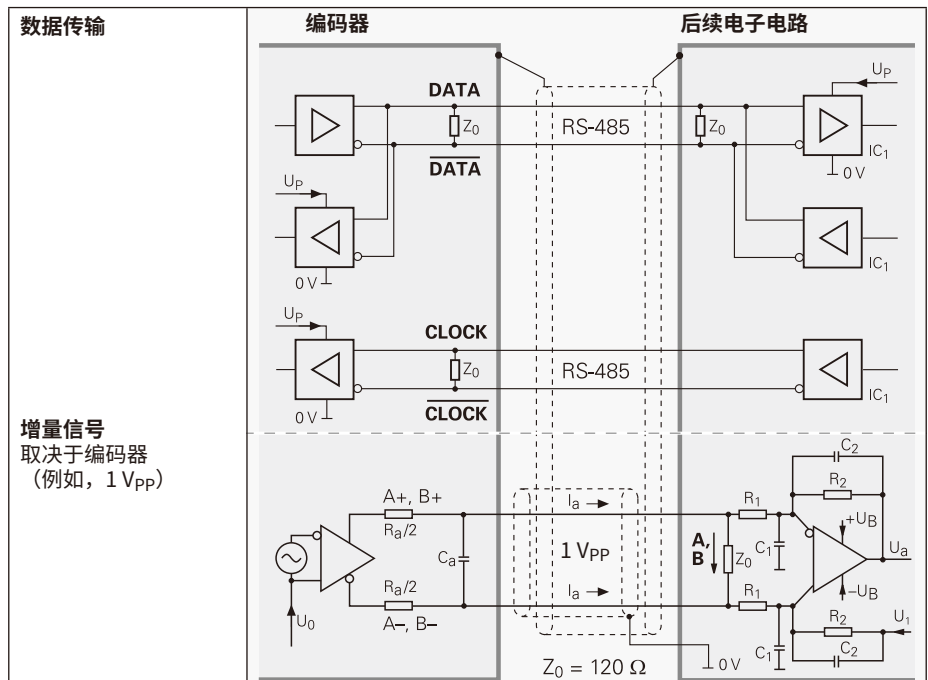 数据传输
编码器
后续电子电路
DATA
Z0
RS-485
Z0
UP
DATA
IC1
0 V
UP
0 V
IC1
UP
CLOCK
Z0
RS-485
0 V
CLOCK
IC1
增量信号
取决于编码器
（例如，1 VPP）
A+, B+
Ra/2
Ca
Ra/2
A–, B–
U0
Ia
1 VPP
Ia
Z0 = 120 Ω
0 V
A,
B
Z0
R1
C1
R1
C1
C2
R2
+UB
Ua
–UB
R2
U1
C2